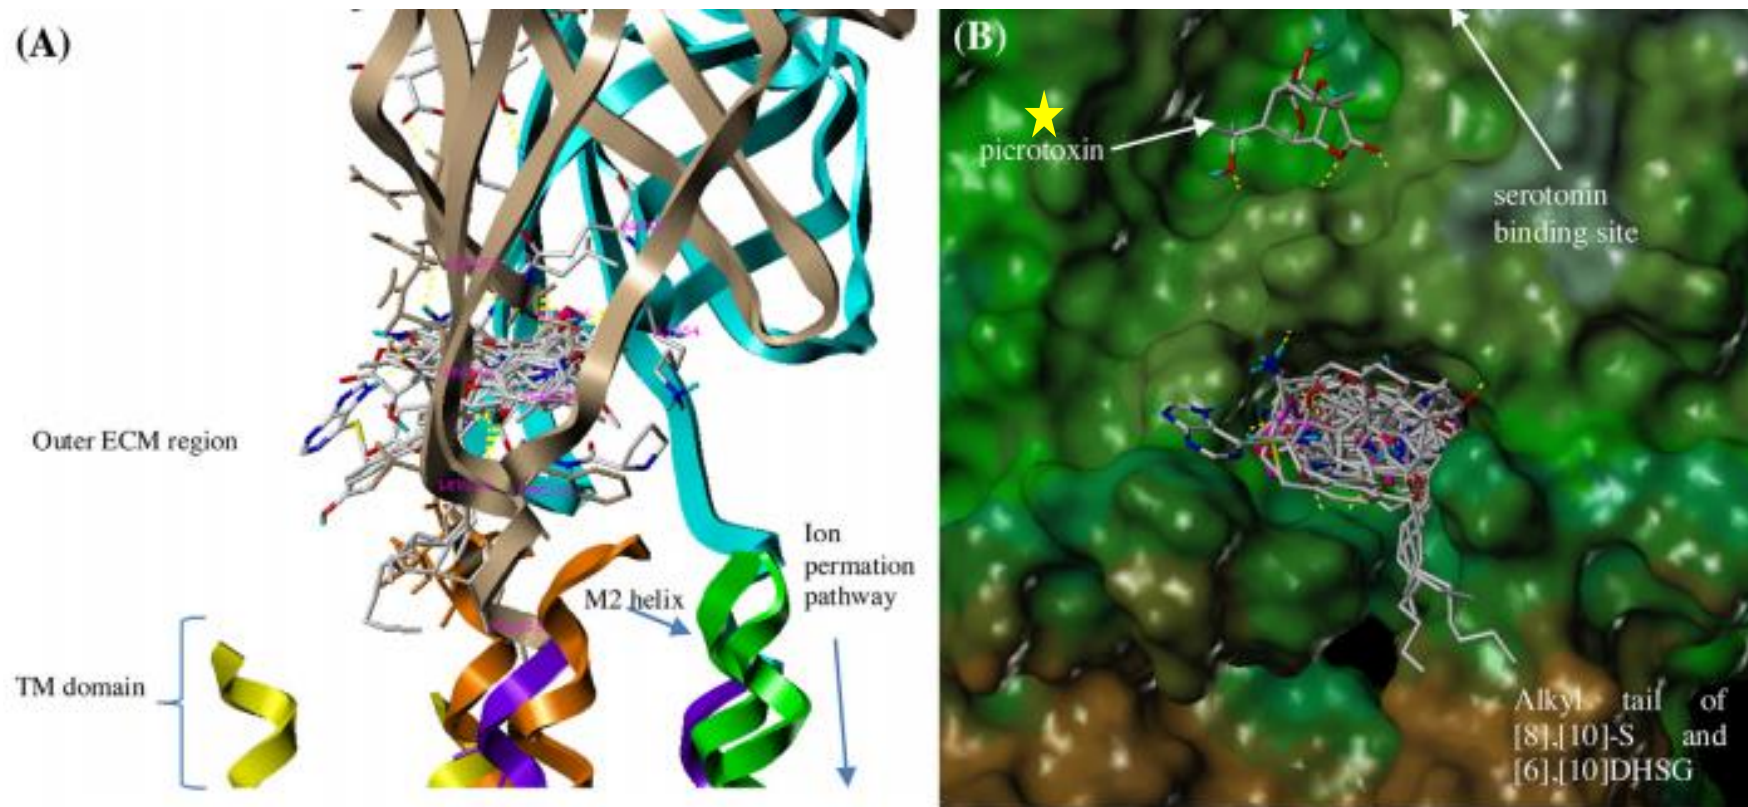 (A)
Outer ECM region
TM domain
M2 helix
Ion
permation
pathway
(B)
picrotoxin
serotonin
binding site
Alkyl tail of
[8],[10]-S and
[6],[10]DHSG